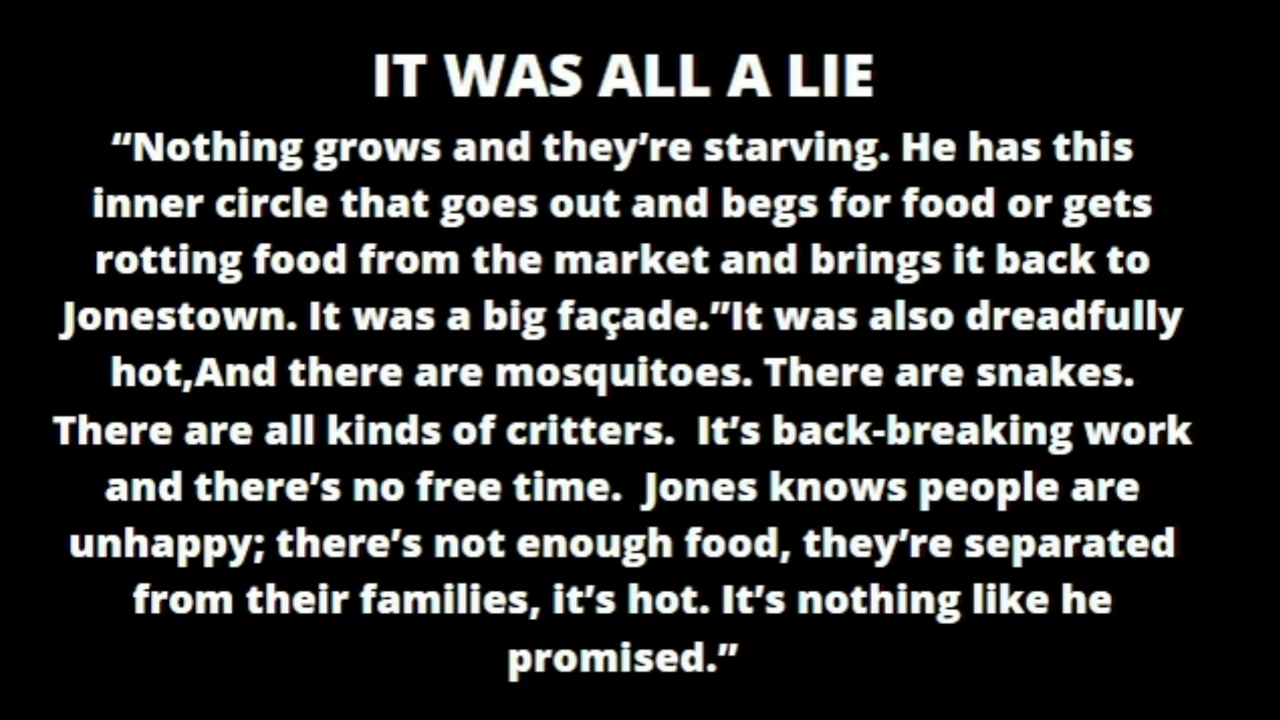 IT WAS ALL A LIE
“Nothing grows and they’re starving. He has this
inner circle that goes out and begs for food or gets
rotting food from the market and brings it back to
Jonestown. It was a big façade.”It was also dreadfully
hot,And there are mosquitoes. There are snakes.
There are all kinds of critters.  It’s back-breaking work
and there’s no free time.  Jones knows people are
unhappy; there’s not enough food, they’re separated
from their families, it’s hot. It’s nothing like he
promised.”